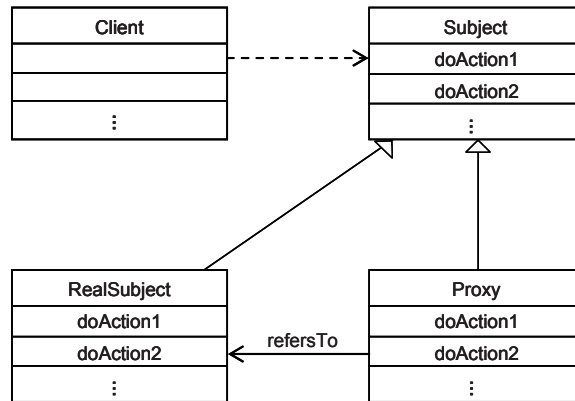 Client
⋮
Subject
doAction1
doAction2
⋮
RealSubject
doAction1
doAction2
⋮
refersTo
Proxy
doAction1
doAction2
⋮